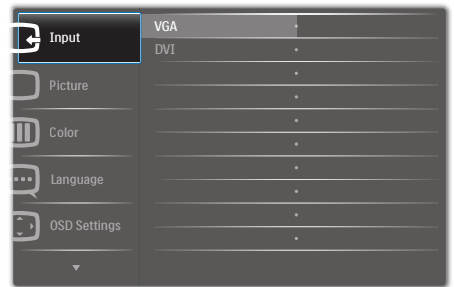 Input
VGA
DVI
Picture
Color
Language
OSD Settings